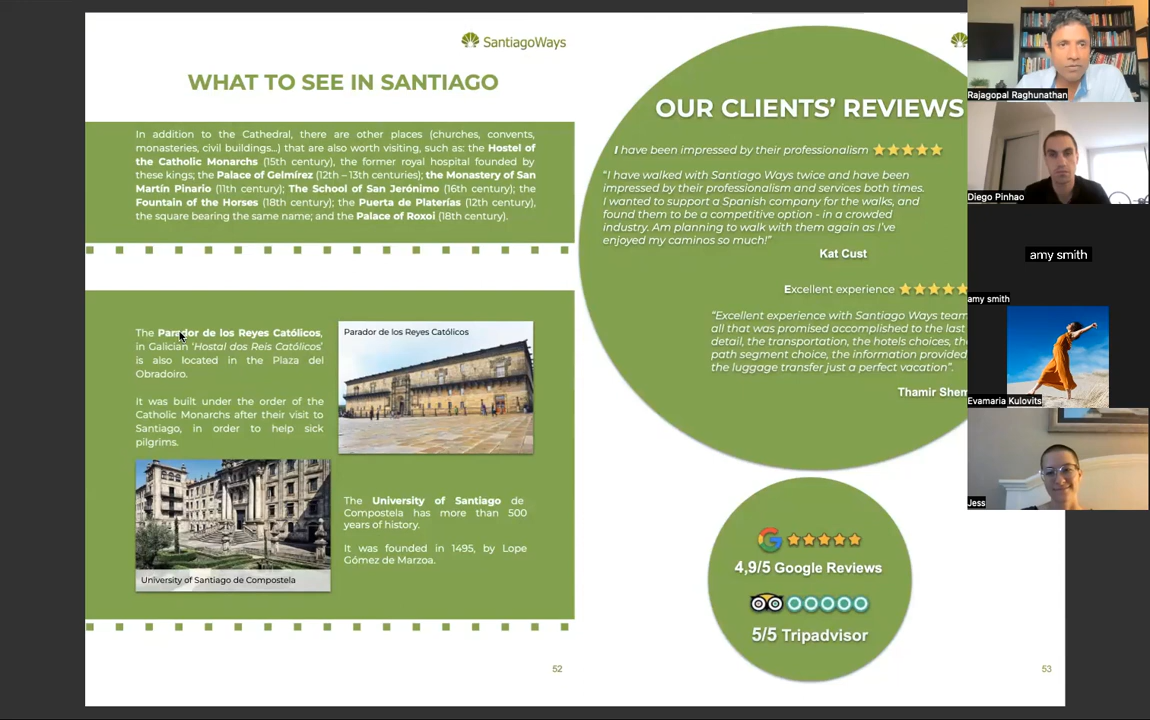 SantiagoWays
WHAT TO SEE IN SANTIAGO
In addition to the Cathedral, there are other places (churches, convents,
monasteries, civil buildings...) that are also worth visiting, such as: the Hostel of
the Catholic Monarchs (15th century), the former royal hospital founded by
these kings; the Palace of Gelmírez (12th – 13th centuries); the Monastery of San
Martín Pinario (11th century); The School of San Jerónimo (16th century); the
Fountain of the Horses (18th century); the Puerta de Platerías (12th century),
the square bearing the same name; and the Palace of Roxoi (18th century).
The Parador de los Reyes Católicos,
in Galician 'Hostal dos Reis Católicos'
is also located in the Plaza del
Obradoiro.
It was built under the order of the
Catholic Monarchs after their visit to
Santiago, in order to help sick
pilgrims.
Parador de los Reyes Católicos
University of Santiago de Compostela
The University of Santiago de
Compostela has more than 500
years of history.
It was founded in 1495, by Lope
Gómez de Marzoa.
52
OUR CLIENTS' REVIEWS
I have been impressed by their professionalism
"I have walked with Santiago Ways twice and have been
impressed by their professionalism and services both times.
I wanted to support a Spanish company for the walks, and
found them to be a competitive option - in a crowded
industry. Am planning to walk with them again as I've
enjoyed my caminos so much!"
Kat Cust
Excellent experience
"Excellent experience with Santiago Ways team
all that was promised accomplished to the last
detail, the transportation, the hotels choices, the
path segment choice, the information provided,
the luggage transfer just a perfect vacation".
Thamir Shem
4,9/5 Google Reviews
5/5 Tripadvisor
53
Rajagopal Raghunathan
Diego Pinhao
amy smith
amy smith
Evamaria Kulovits
Jess